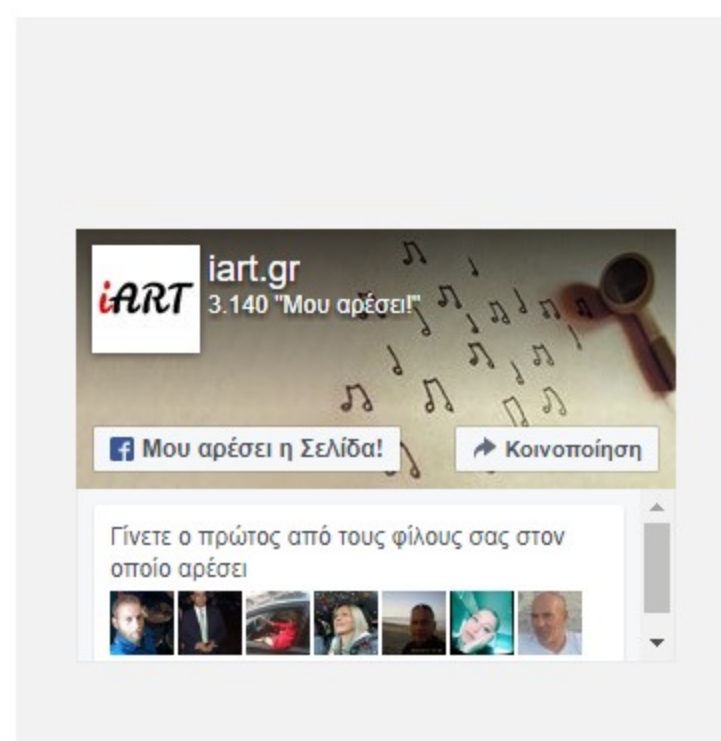 iART
iart.gr
3.140 "Μου αρέσει!"
Μου αρέσει η Σελίδα!
Κοινοποίηση
Γίνετε ο πρώτος από τους φίλους σας στον
οποίο αρέσει